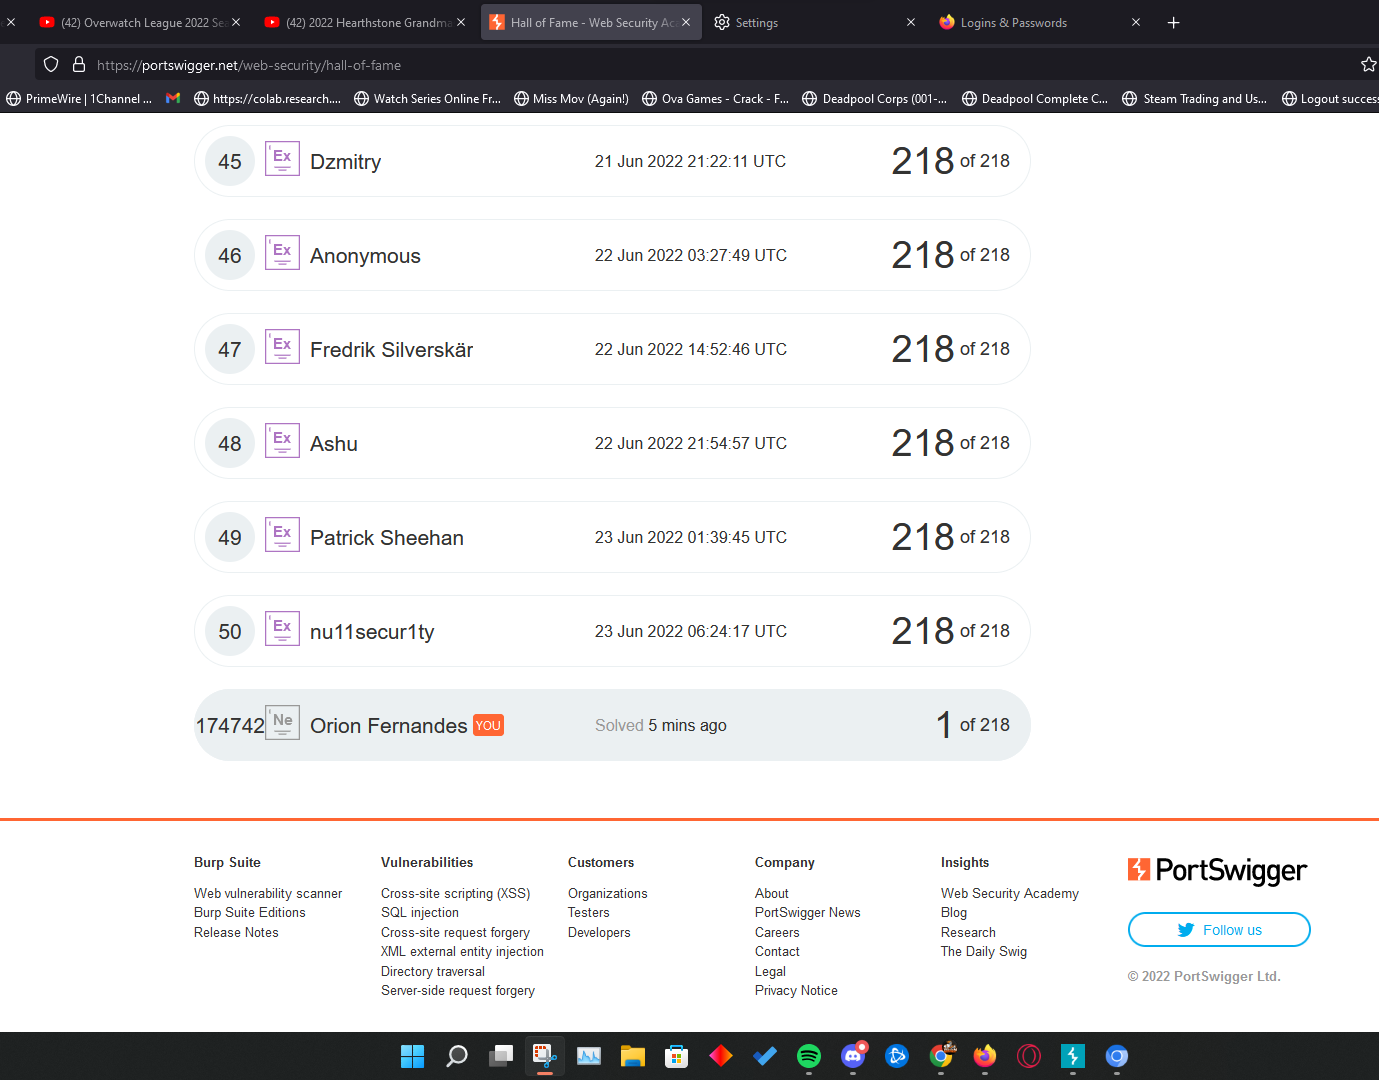 (42) Overwatch League 2022 Sea
(42) 2022 Hearthstone Grandma
Hall of Fame - Web Security Aca
Settings
Logins & Passwords
https://portswigger.net/web-security/hall-of-fame
PrimeWire | 1Channel ...
https://colab.research....
Watch Series Online Fr...
Miss Mov (Again!)
Ova Games - Crack - F...
Deadpool Corps (001-...
Deadpool Complete C...
Steam Trading and Us...
Logout success
45 'Ex Dzmitry 21 Jun 2022 21:22:11 UTC 218 of 218
46 'Ex Anonymous 22 Jun 2022 03:27:49 UTC 218 of 218
47 'Ex Fredrik Silverskär 22 Jun 2022 14:52:46 UTC 218 of 218
48 'Ex Ashu 22 Jun 2022 21:54:57 UTC 218 of 218
49 'Ex Patrick Sheehan 23 Jun 2022 01:39:45 UTC 218 of 218
50 'Ex nu11secur1ty 23 Jun 2022 06:24:17 UTC 218 of 218
174742 'Ne Orion Fernandes YOU Solved 5 mins ago 1 of 218
Burp Suite
Web vulnerability scanner
Burp Suite Editions
Release Notes
Vulnerabilities
Cross-site scripting (XSS)
SQL injection
Cross-site request forgery
XML external entity injection
Directory traversal
Server-side request forgery
Customers
Organizations
Testers
Developers
Company
About
PortSwigger News
Careers
Contact
Legal
Privacy Notice
Insights
Web Security Academy
Blog
Research
The Daily Swig
PortSwigger
Follow us
© 2022 PortSwigger Ltd.